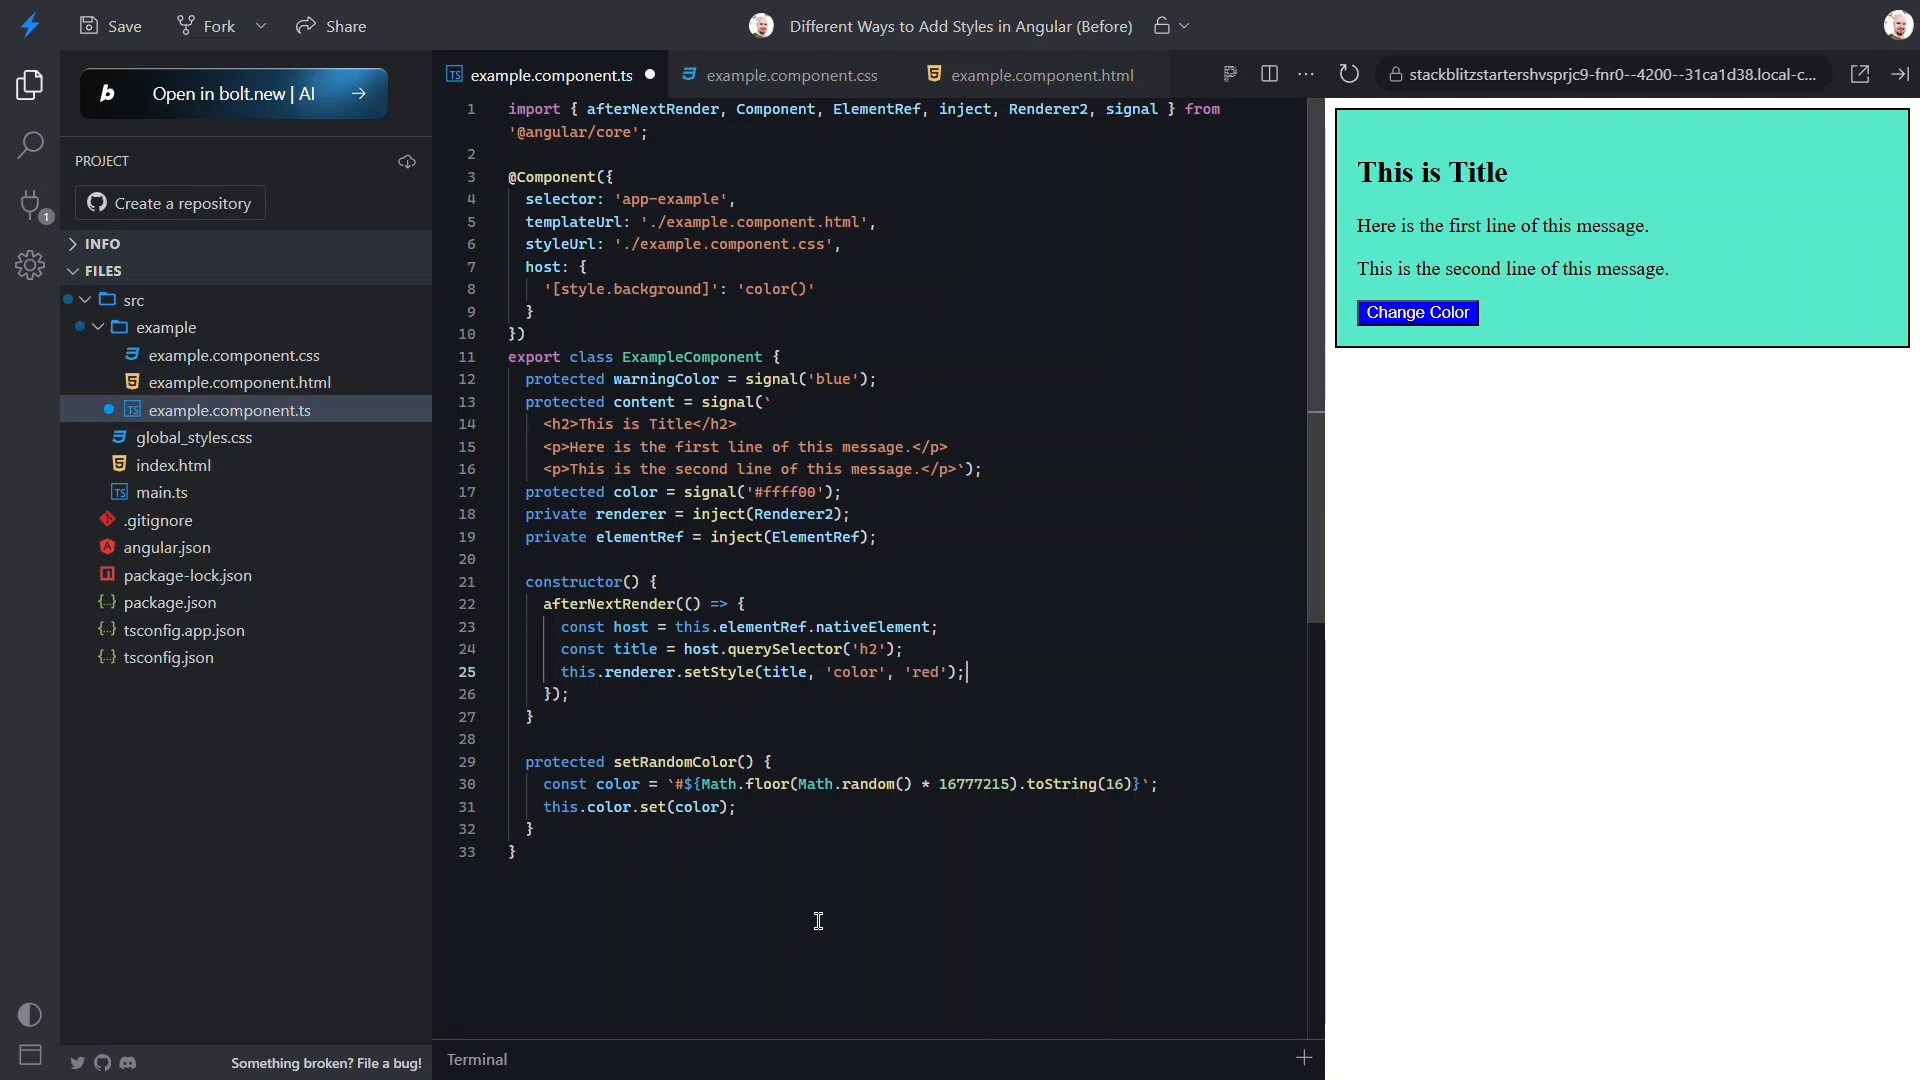 Save Fork Share Different Ways to Add Styles in Angular (Before)
b Open in bolt.new | AI →
PROJECT
Create a repository
INFO
FILES
src
example
example.component.css
example.component.html
TS example.component.ts
global_styles.css
index.html
TS main.ts
.gitignore
angular.json
package-lock.json
{..} package.json
{..} tsconfig.app.json
{..} tsconfig.json
1
Something broken? File a bug!
TS example.component.ts example.component.css example.component.html
1 import { afterNextRender, Component, ElementRef, inject, Renderer2, signal } from
'@angular/core';
2
3 @Component({
4 selector: 'app-example',
5 templateUrl: './example.component.html',
6 styleUrl: './example.component.css',
7 host: {
8 '[style.background]': 'color()'
9 }
10 })
11 export class ExampleComponent {
12 protected warningColor = signal('blue');
13 protected content = signal(`
14 <h2>This is Title</h2>
15 <p>Here is the first line of this message.</p>
16 <p>This is the second line of this message.</p>`);
17 protected color = signal('#ffff00');
18 private renderer = inject(Renderer2);
19 private elementRef = inject(ElementRef);
20
21 constructor() {
22 afterNextRender(() => {
23 const host = this.elementRef.nativeElement;
24 const title = host.querySelector('h2');
25 this.renderer.setStyle(title, 'color', 'red');
26 });
27 }
28
29 protected setRandomColor() {
30 const color = `#${Math.floor(Math.random() * 16777215).toString(16)}`;
31 this.color.set(color);
32 }
33 }
Terminal
stackblitzstartershvsprjc9-fnr0--4200--31ca1d38.local-c...
This is Title
Here is the first line of this message.
This is the second line of this message.
Change Color